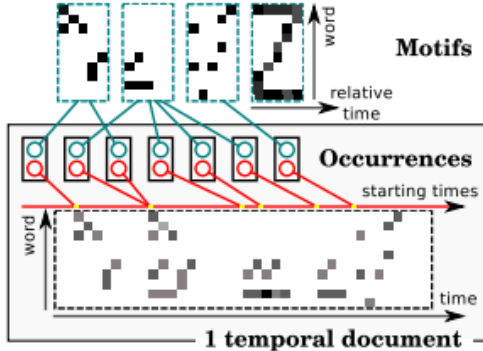 word
Motifs
relative
time
Occurrences
starting times
word
time
1 temporal document